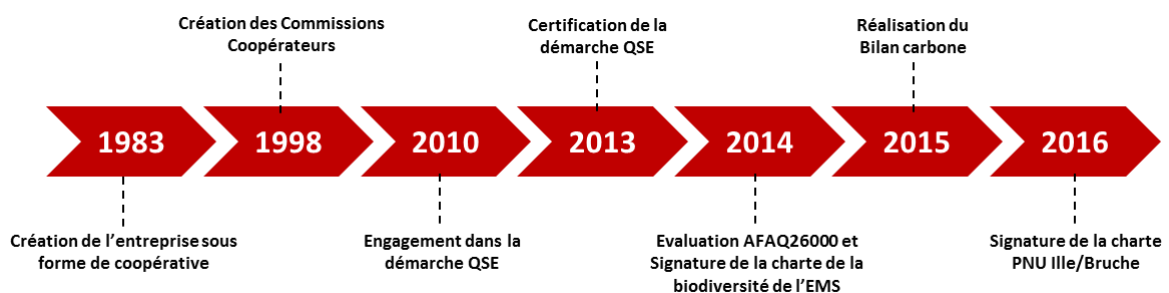 Création des Commissions
Coopérateurs
Certification de la
démarche QSE
Réalisation du
Bilan carbone
1983
1998
2010
2013
2014
2015
2016
Création de l'entreprise sous
forme de coopérative
Engagement dans la
démarche QSE
Evaluation AFAQ26000 et
Signature de la charte de la
biodiversité de l'EMS
Signature de la charte
PNU Ille/Bruche